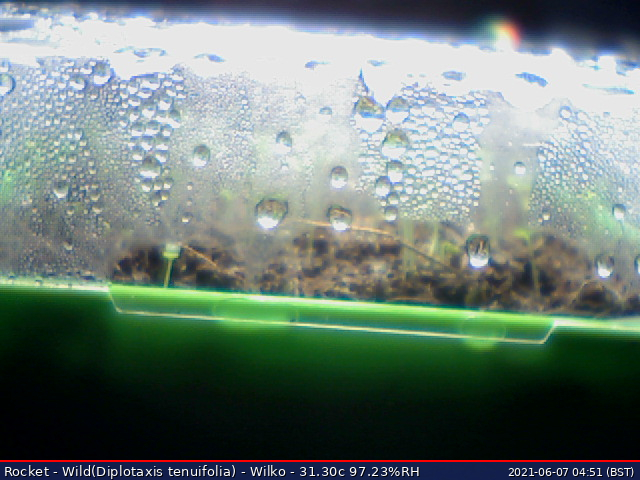 Rocket - Wild(Diplotaxis tenuifolia) - Wilko - 31.30c 97.23%RH
2021-06-07 04:51 (BST)